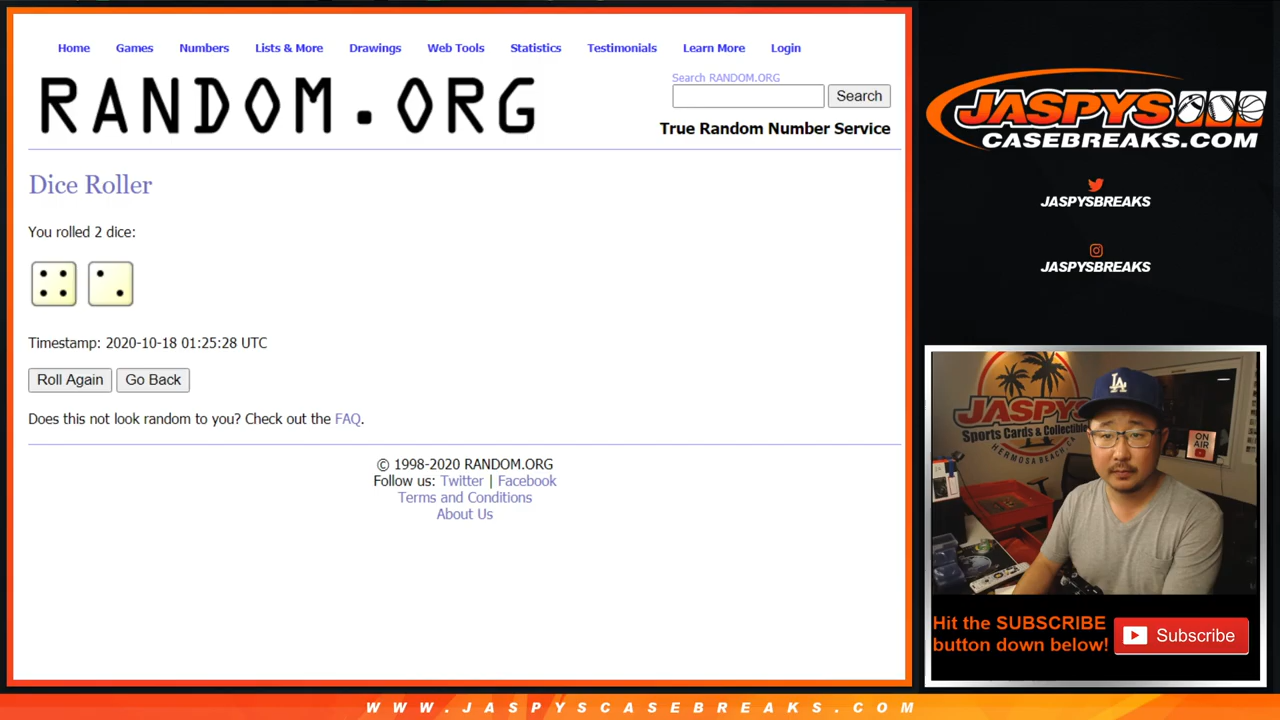 Home Games Numbers Lists & More Drawings Web Tools Statistics Testimonials Learn More Login
RANDOM.ORG
Search RANDOM.ORG
Search
True Random Number Service
Dice Roller
You rolled 2 dice:
Timestamp: 2020-10-18 01:25:28 UTC
Roll Again Go Back
Does this not look random to you? Check out the FAQ.
© 1998-2020 RANDOM.ORG
Follow us: Twitter | Facebook
Terms and Conditions
About Us
JASPYS
CASEBREAKS.COM
JASPYSBREAKS
JASPYSBREAKS
JASPYS
Sports Cards & Collectible
HERMOSA BEACH, CA
LA
ON
AIR
Hit the SUBSCRIBE
button down below!
Subscribe
WWW.JASPYSCASEBREAKS.COM